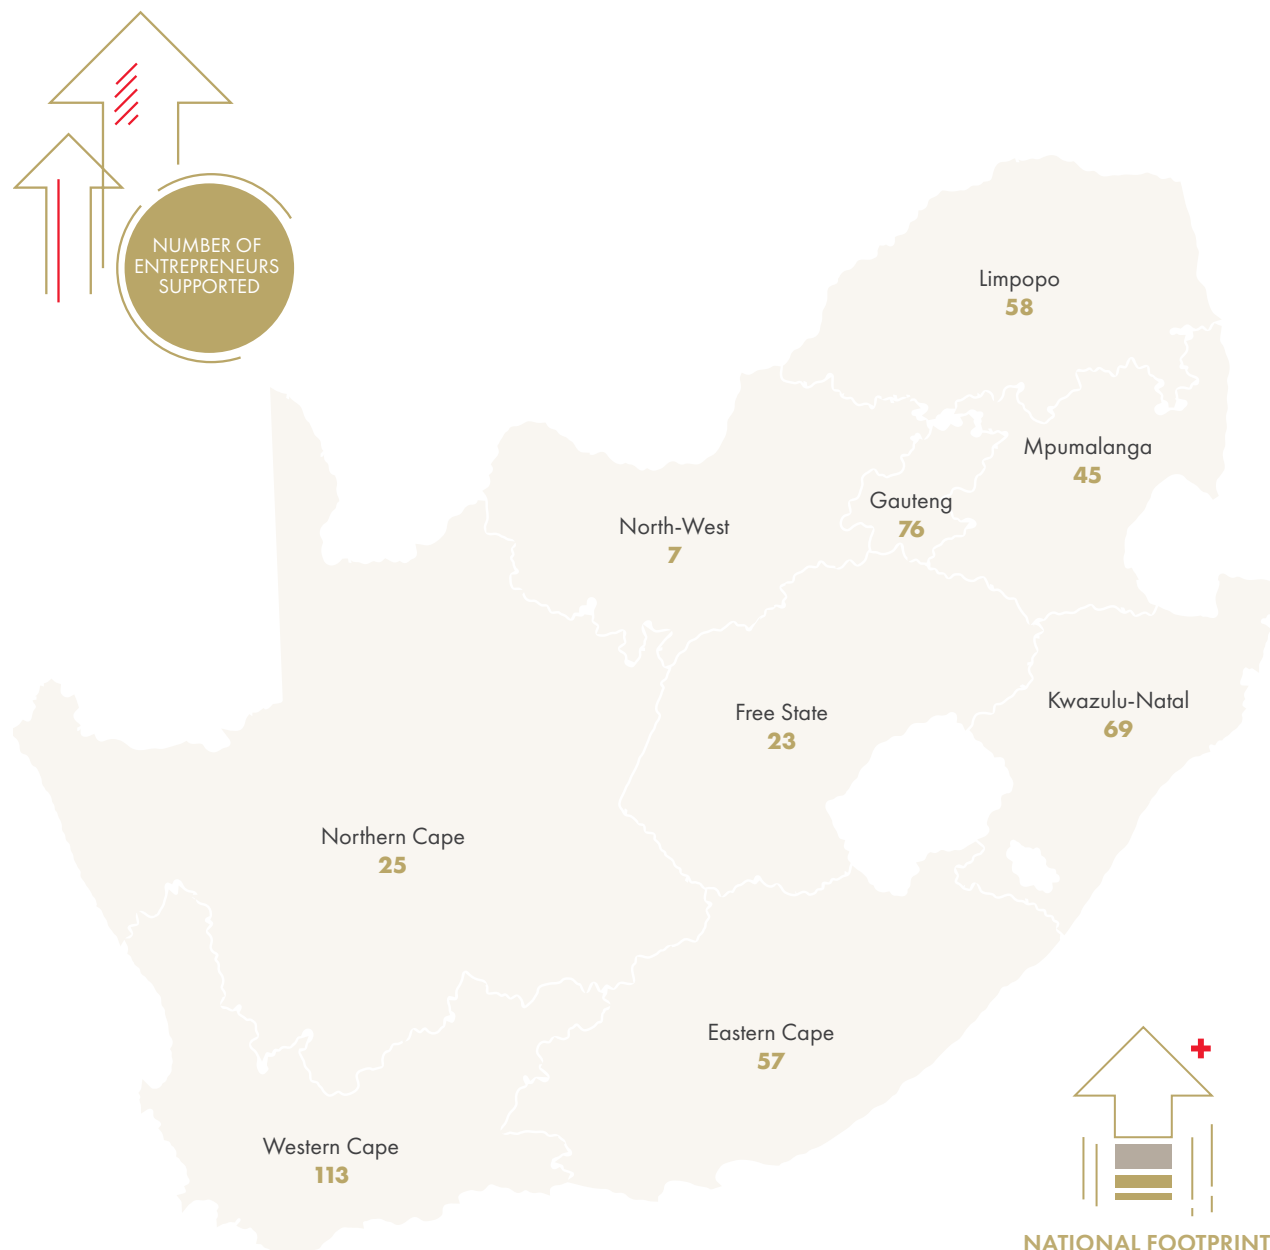 NUMBER OF
ENTREPRENEURS
SUPPORTED
Limpopo
58
Mpumalanga
45
Gauteng
76
North-West
7
Kwazulu-Natal
69
Free State
23
Northern Cape
25
Eastern Cape
57
Western Cape
113
NATIONAL FOOTPRINT